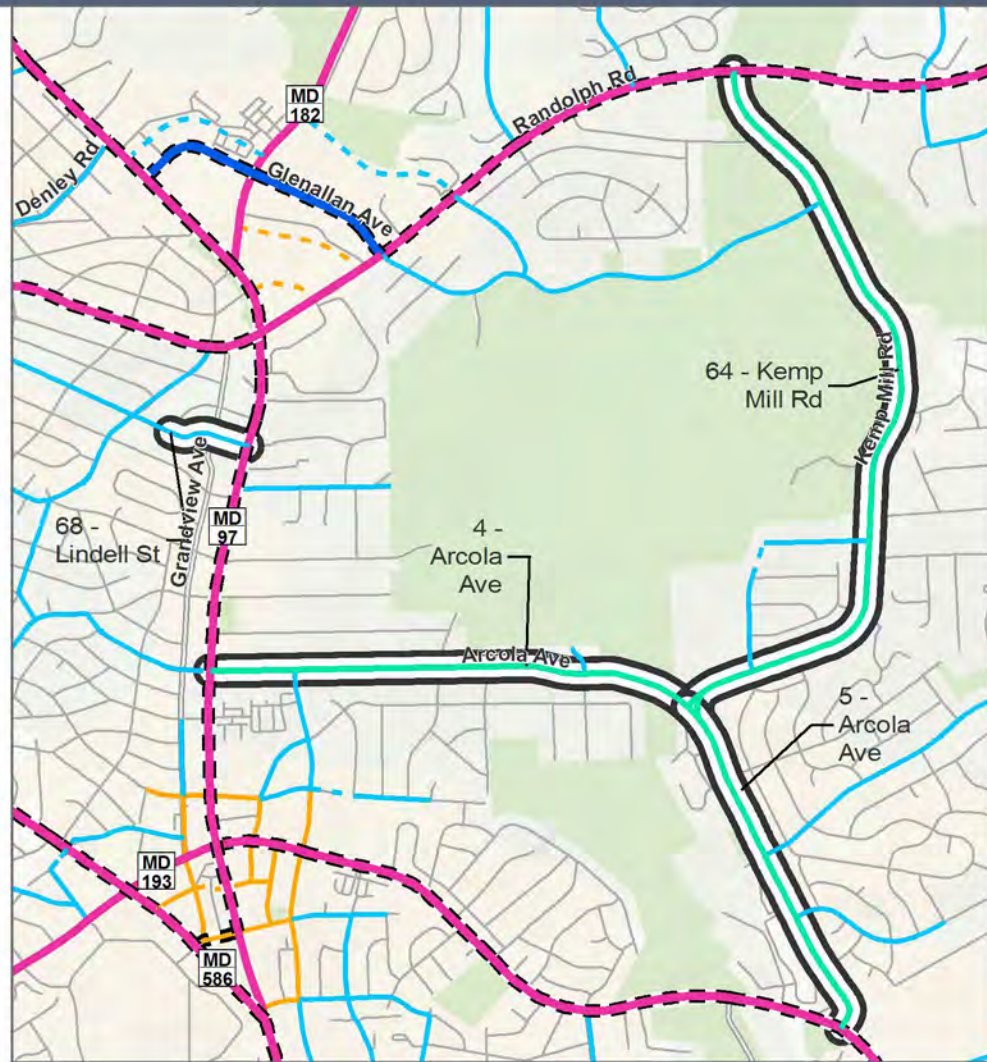 MD
182
Randolph Rd
Denley Rd
Glenallan Ave
64 - Kemp
Mill Rd
Kemp Mill Rd
Grandview Ave
68 -
Lindell St
MD
97
4 -
Arcola
Ave
Arcola Ave
5 -
Arcola
Ave
MD
193
MD
586